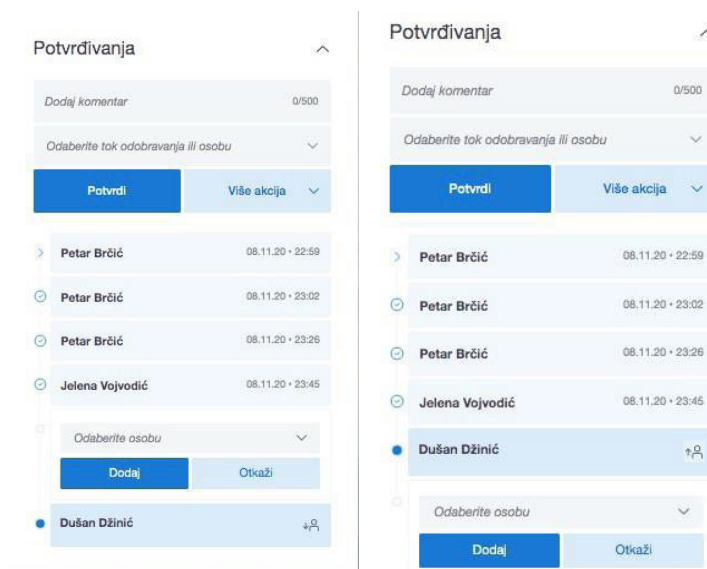 Potvrđivanja
Dodaj komentar 0/500
Odaberite tok odobravanja ili osobu
Potvrdi Više akcija
Petar Brčić 08.11.20 • 22:59
Petar Brčić 08.11.20 • 23:02
Petar Brčić 08.11.20 • 23:26
Jelena Vojvodić 08.11.20 • 23:45
Odaberite osobu
Dodaj Otkaži
Dušan Džinić
Potvrđivanja
Dodaj komentar 0/500
Odaberite tok odobravanja ili osobu
Potvrdi Više akcija
Petar Brčić 08.11.20 • 22:59
Petar Brčić 08.11.20 • 23:02
Petar Brčić 08.11.20 • 23:26
Jelena Vojvodić 08.11.20 • 23:45
Dušan Džinić
Odaberite osobu
Dodaj Otkaži